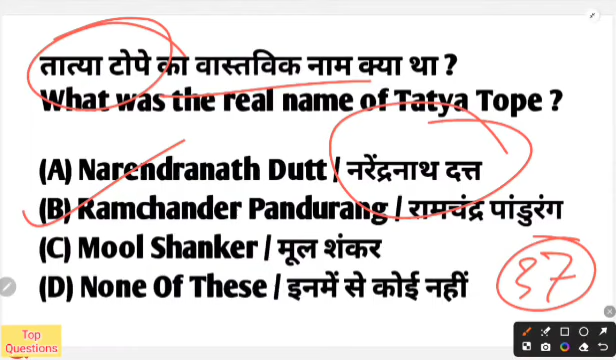 तात्या टोपे का वास्तविक नाम क्या था ?
What was the real name of Tatya Tope ?
(A) Narendranath Dutt / नरेंद्रनाथ दत्त
(B) Ramchander Pandurang / रामचंद्र पांडुरंग
(C) Mool Shanker / मूल शंकर
(D) None Of These / इनमें से कोई नहीं
37
Top
Questions